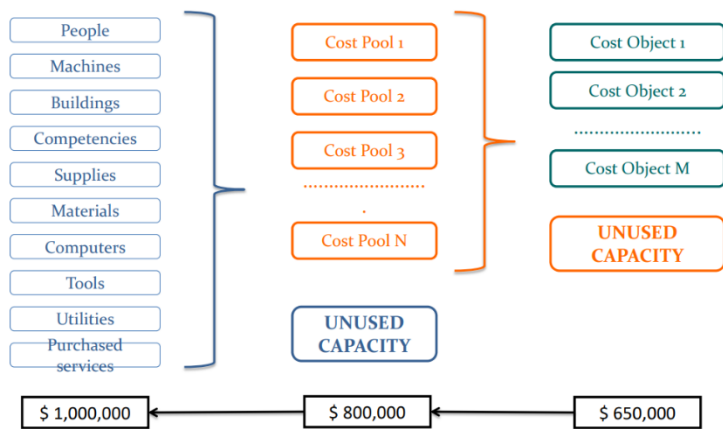 People
Machines
Buildings
Competencies
Supplies
Materials
Computers
Tools
Utilities
Purchased
services
Cost Pool 1
Cost Pool 2
Cost Pool 3
...............................
.
Cost Pool N
UNUSED
CAPACITY
Cost Object 1
Cost Object 2
................................
Cost Object M
UNUSED
CAPACITY
$ 1,000,000
$ 800,000
$ 650,000